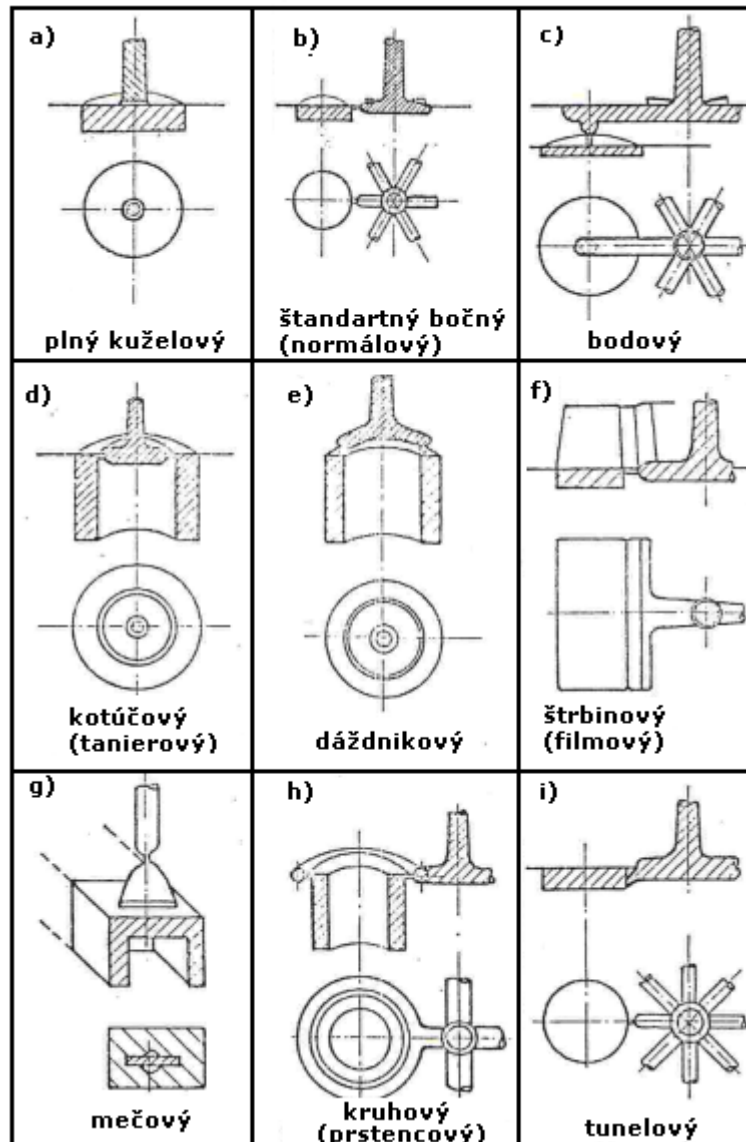 a)
plný kuželový
b)
štandartný bočný
(normálový)
c)
bodový
d)
kotúčový
(tanierový)
e)
dáždnikový
f)
štrbinový
(filmový)
g)
mečový
h)
kruhový
(prstencový)
i)
tunelový